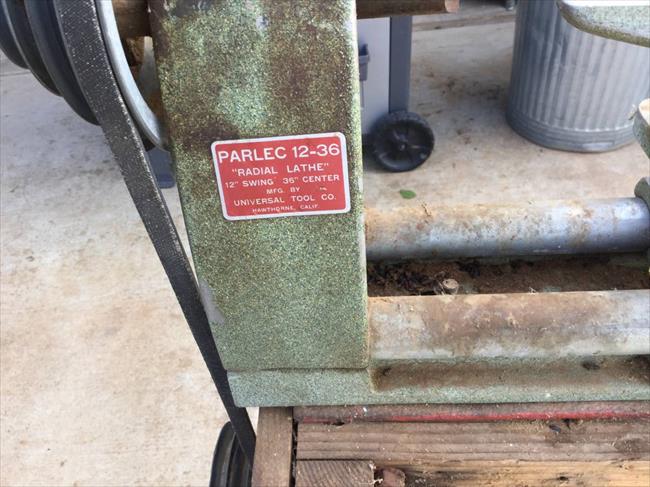 PARLEC 12-36
"RADIAL LATHE"
12" SWING 36" CENTER
MFG. BY
UNIVERSAL TOOL CO.
HAWTHORNE, CALIF.